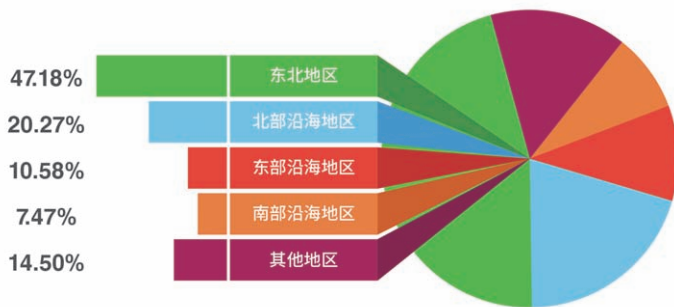 47.18% 东北地区
20.27% 北部沿海地区
10.58% 东部沿海地区
7.47% 南部沿海地区
14.50% 其他地区